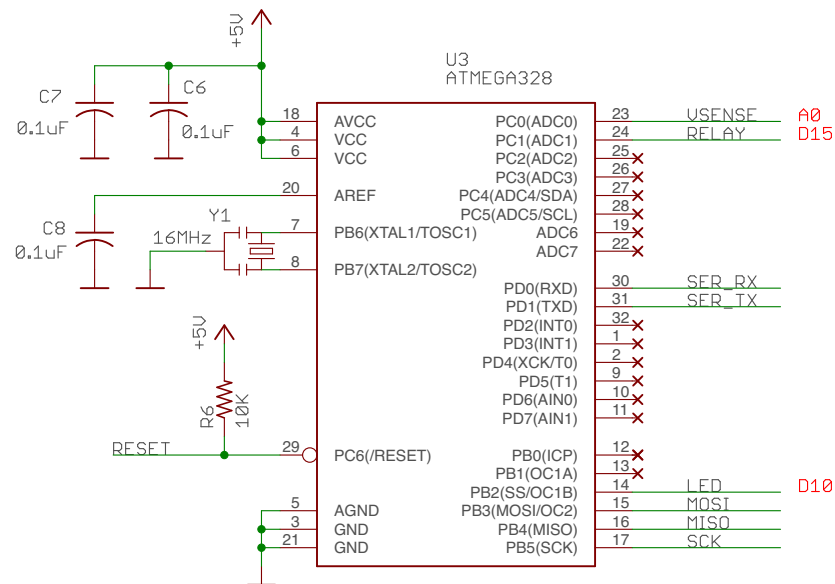 +5V
U3
ATMEGA328
C7
0.1uF
C6
0.1uF
18 AVCC
4 VCC
6 VCC
20 AREF
C8
0.1uF
Y1
16MHz
7 PB6(XTAL1/TOSC1)
8 PB7(XTAL2/TOSC2)
+5V
R6
10K
RESET
29 PC6(/RESET)
5 AGND
3 GND
21 GND
PC0(ADC0) 23 VSENSE A0
PC1(ADC1) 24 RELAY D15
PC2(ADC2) 25
PC3(ADC3) 26
PC4(ADC4/SDA) 27
PC5(ADC5/SCL) 28
ADC6 19
ADC7 22
PD0(RXD) 30 SER_RX
PD1(TXD) 31 SER_TX
PD2(INT0) 32
PD3(INT1) 1
PD4(XCK/T0) 2
PD5(T1) 9
PD6(AIN0) 10
PD7(AIN1) 11
PB0(ICP) 12
PB1(OC1A) 13
PB2(SS/OC1B) 14 LED D10
PB3(MOSI/OC2) 15 MOSI
PB4(MISO) 16 MISO
PB5(SCK) 17 SCK